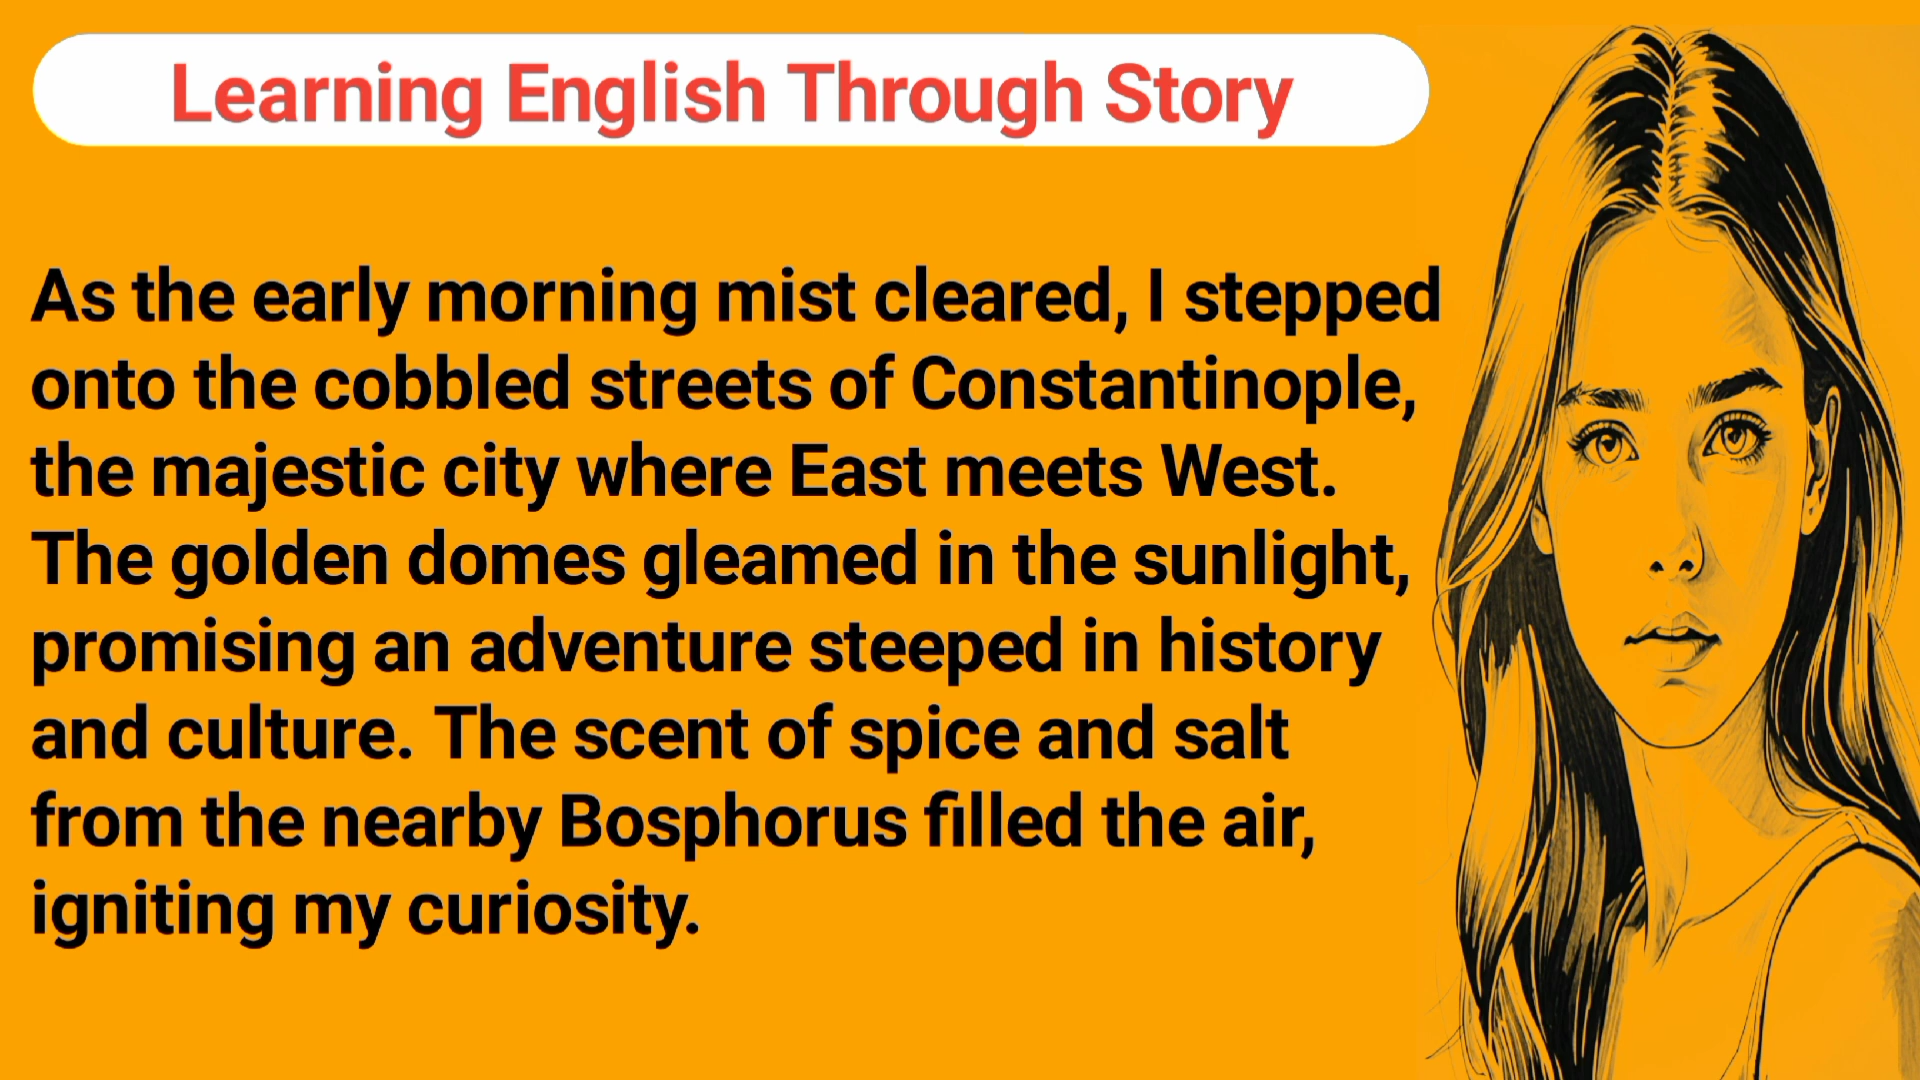 Learning English Through Story
As the early morning mist cleared, I stepped
onto the cobbled streets of Constantinople,
the majestic city where East meets West.
The golden domes gleamed in the sunlight,
promising an adventure steeped in history
and culture. The scent of spice and salt
from the nearby Bosphorus filled the air,
igniting my curiosity.